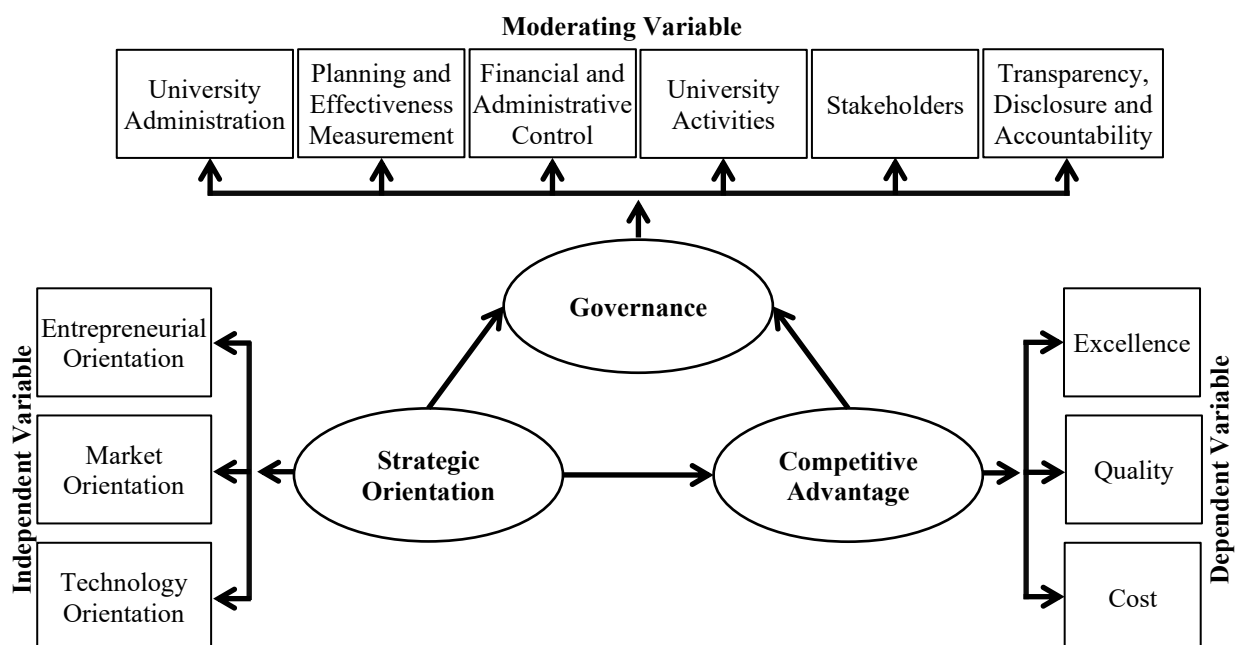 Moderating Variable
University
Administration
Planning and
Effectiveness
Measurement
Financial and
Administrative
Control
University
Activities
Stakeholders
Transparency,
Disclosure and
Accountability
Governance
Independent Variable
Entrepreneurial
Orientation
Market
Orientation
Technology
Orientation
Strategic
Orientation
Competitive
Advantage
Excellence
Quality
Cost
Dependent Variable